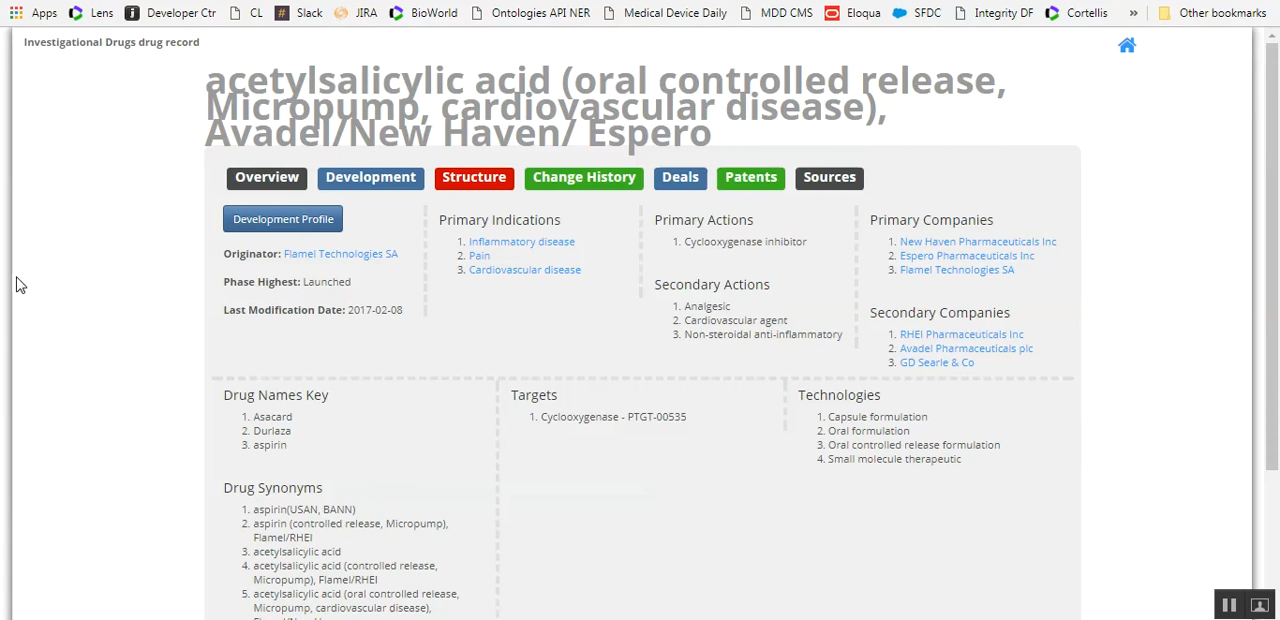 Apps Lens Developer Ctr CL Slack JIRA BioWorld Ontologies API NER Medical Device Daily MDD CMS Eloqua SFDC Integrity DF Cortellis » Other bookmarks
Investigational Drugs drug record
acetylsalicylic acid (oral controlled release,
Micropump, cardiovascular disease),
Avadel/New Haven/ Espero
Overview Development Structure Change History Deals Patents Sources
Development Profile
Originator: Flamel Technologies SA
Phase Highest: Launched
Last Modification Date: 2017-02-08
Primary Indications
1. Inflammatory disease
2. Pain
3. Cardiovascular disease
Primary Actions
1. Cyclooxygenase inhibitor
Secondary Actions
1. Analgesic
2. Cardiovascular agent
3. Non-steroidal anti-inflammatory
Primary Companies
1. New Haven Pharmaceuticals Inc
2. Espero Pharmaceuticals Inc
3. Flamel Technologies SA
Secondary Companies
1. RHEI Pharmaceuticals Inc
2. Avadel Pharmaceuticals plc
3. GD Searle & Co
Drug Names Key
1. Asacard
2. Durlaza
3. aspirin
Drug Synonyms
1. aspirin(USAN, BANN)
2. aspirin (controlled release, Micropump),
Flamel/RHEI
3. acetylsalicylic acid
4. acetylsalicylic acid (controlled release,
Micropump), Flamel/RHEI
5. acetylsalicylic acid (oral controlled release,
Micropump, cardiovascular disease),
Targets
1. Cyclooxygenase - PTGT-00535
Technologies
1. Capsule formulation
2. Oral formulation
3. Oral controlled release formulation
4. Small molecule therapeutic